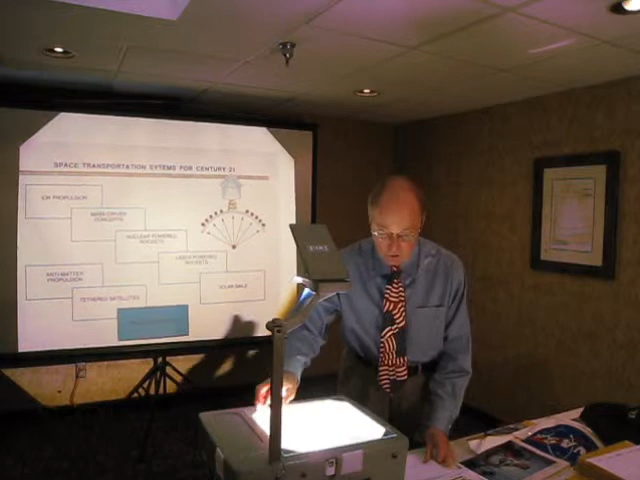 SPACE TRANSPORTATION SYTEMS FOR CENTURY 21
ION PROPULSION
MASS DRIVER
CONCEPTS
NUCLEAR POWERED
ROCKETS
LASER POWERED
ROCKETS
SOLAR SAILS
ANTI-MATTER
PROPULSION
TETHERED SATELLITES